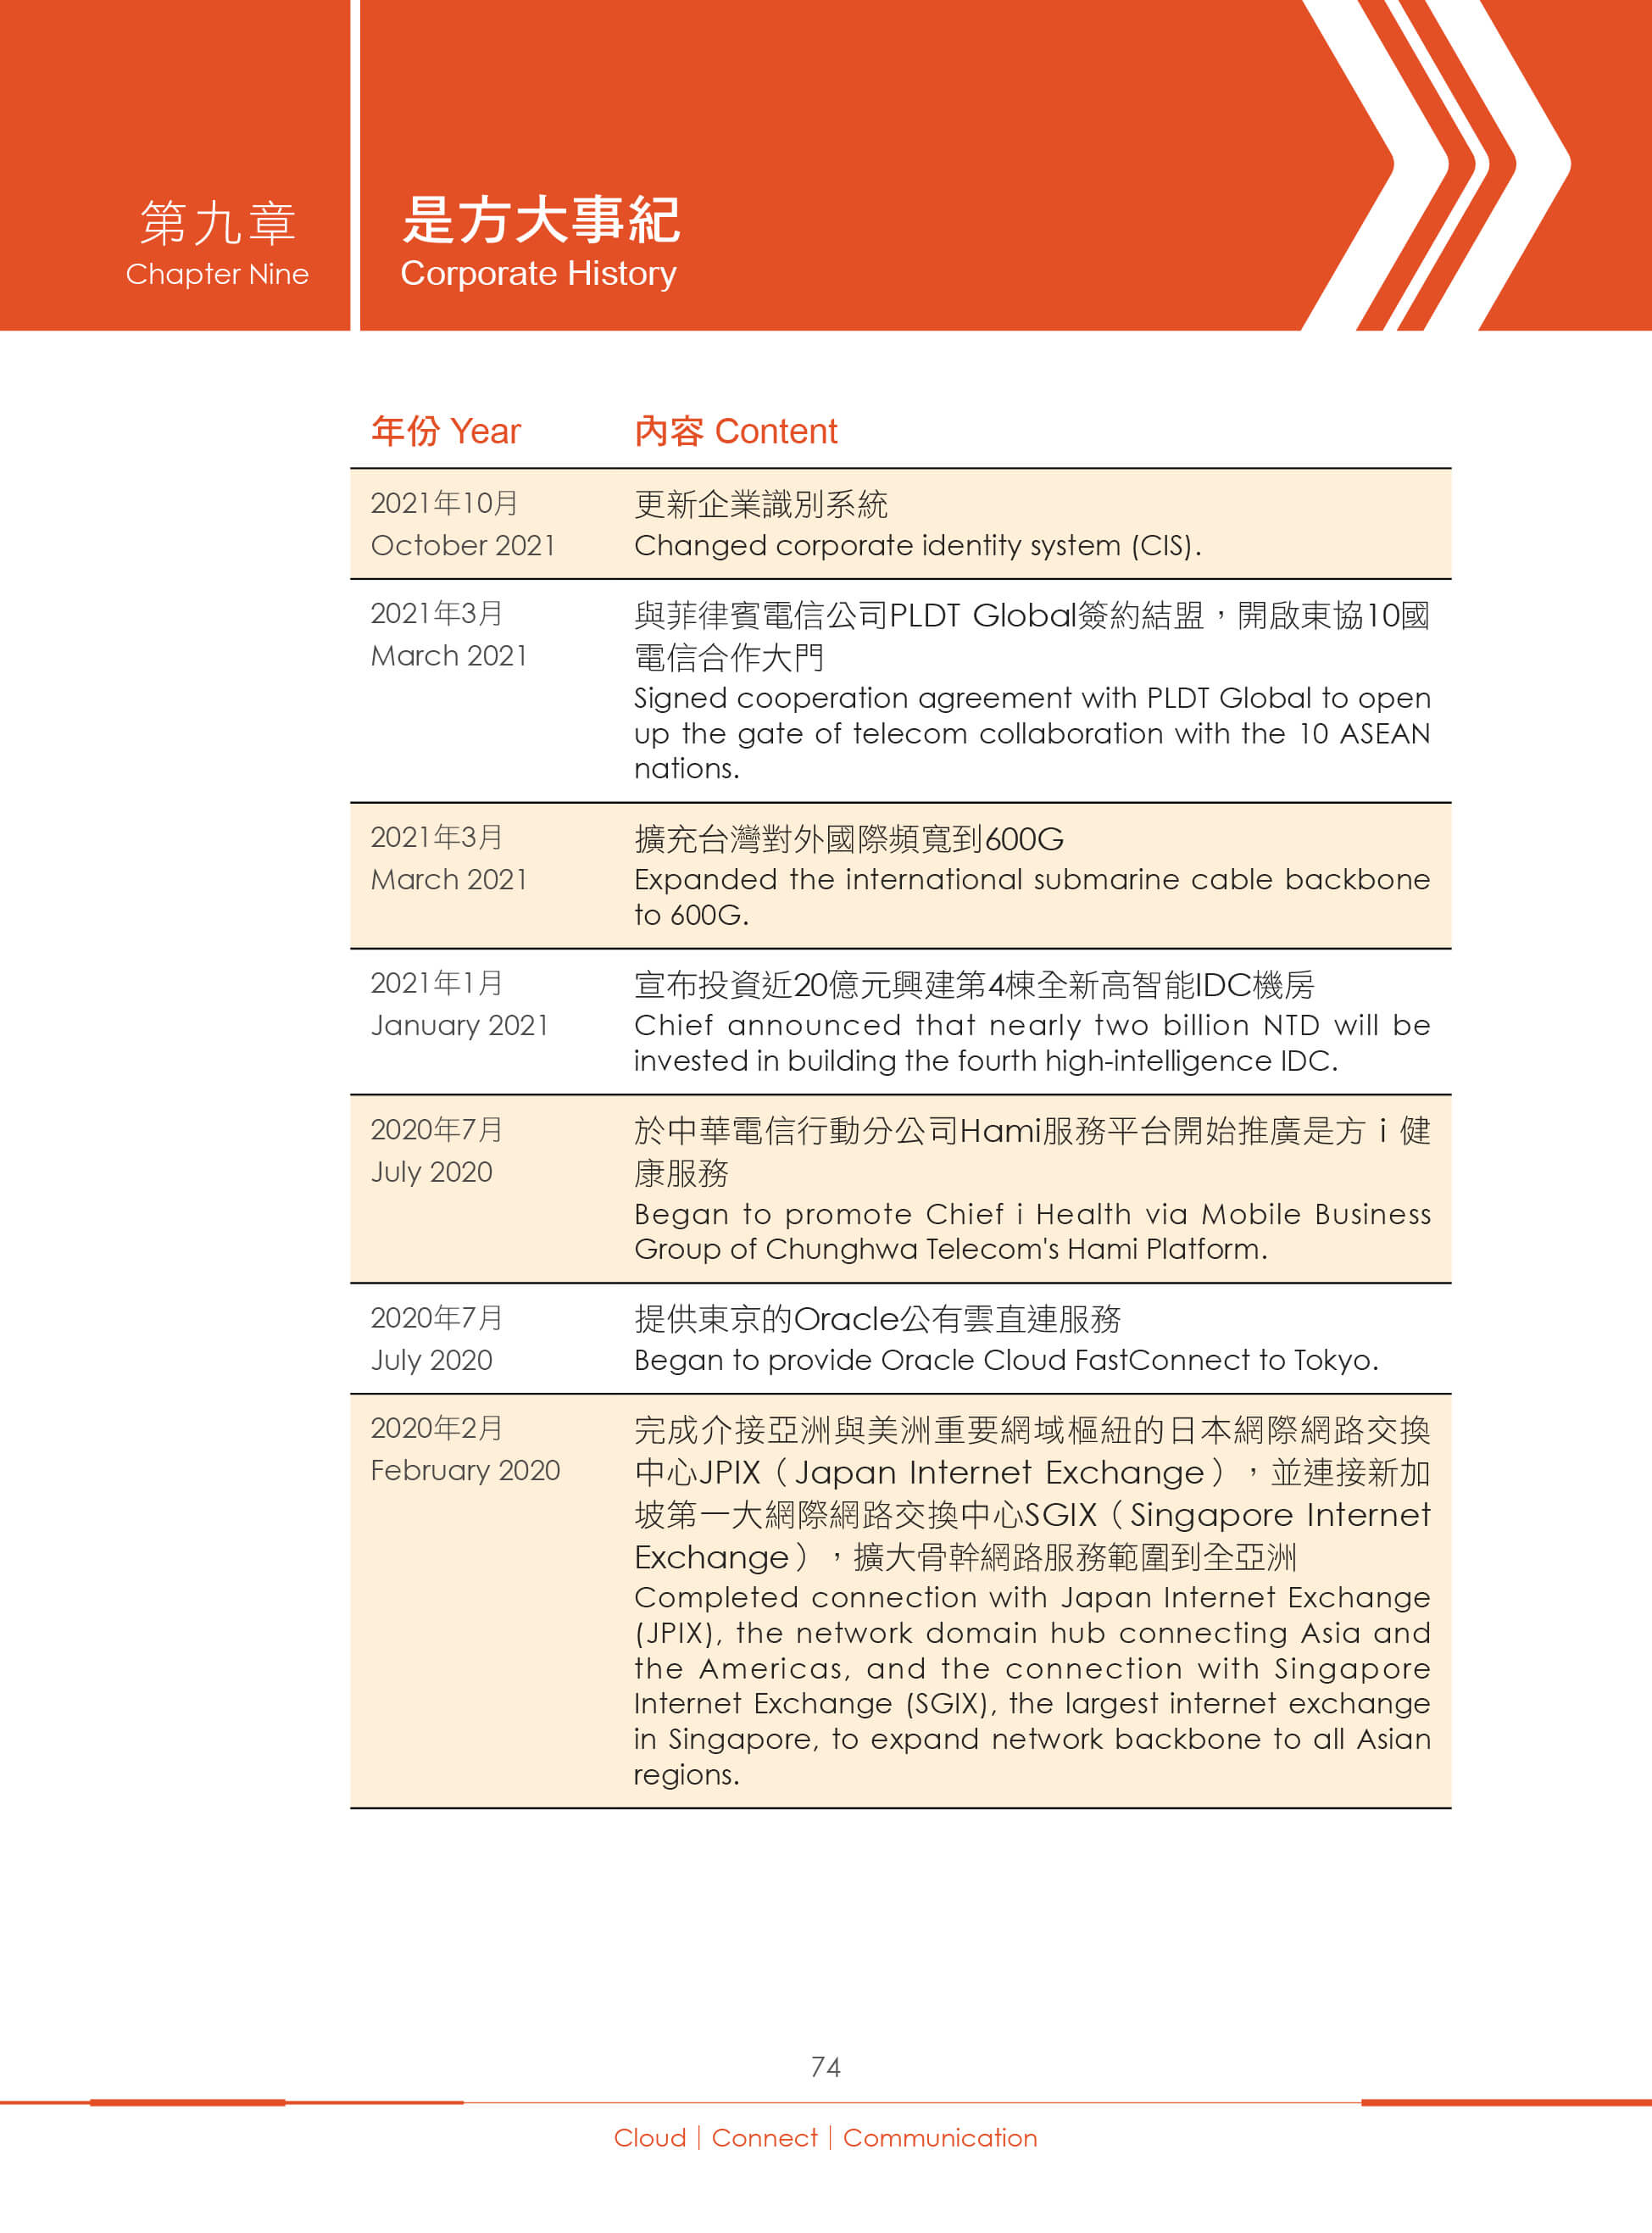 第九章
Chapter Nine
是方大事紀
Corporate History
年份 Year
內容 Content
2021年10月
October 2021
更新企業識別系統
Changed corporate identity system (CIS).
2021年3月
March 2021
與菲律賓電信公司PLDT Global簽約結盟，開啟東協10國
電信合作大門
Signed cooperation agreement with PLDT Global to open
up the gate of telecom collaboration with the 10 ASEAN
nations.
2021年3月
March 2021
擴充台灣對外國際頻寬到600G
Expanded the international submarine cable backbone
to 600G.
2021年1月
January 2021
宣布投資近20億元興建第4棟全新高智能IDC機房
Chief announced that nearly two billion NTD will be
invested in building the fourth high-intelligence IDC.
2020年7月
July 2020
於中華電信行動分公司Hami服務平台開始推廣是方 i 健
康服務
Began to promote Chief i Health via Mobile Business
Group of Chunghwa Telecom's Hami Platform.
2020年7月
July 2020
提供東京的Oracle公有雲直連服務
Began to provide Oracle Cloud FastConnect to Tokyo.
2020年2月
February 2020
完成介接亞洲與美洲重要網域樞紐的日本網際網路交換
中心JPIX（Japan Internet Exchange），並連接新加
坡第一大網際網路交換中心SGIX（Singapore Internet
Exchange），擴大骨幹網路服務範圍到全亞洲
Completed connection with Japan Internet Exchange
(JPIX), the network domain hub connecting Asia and
the Americas, and the connection with Singapore
Internet Exchange (SGIX), the largest internet exchange
in Singapore, to expand network backbone to all Asian
regions.
74
Cloud｜Connect｜Communication